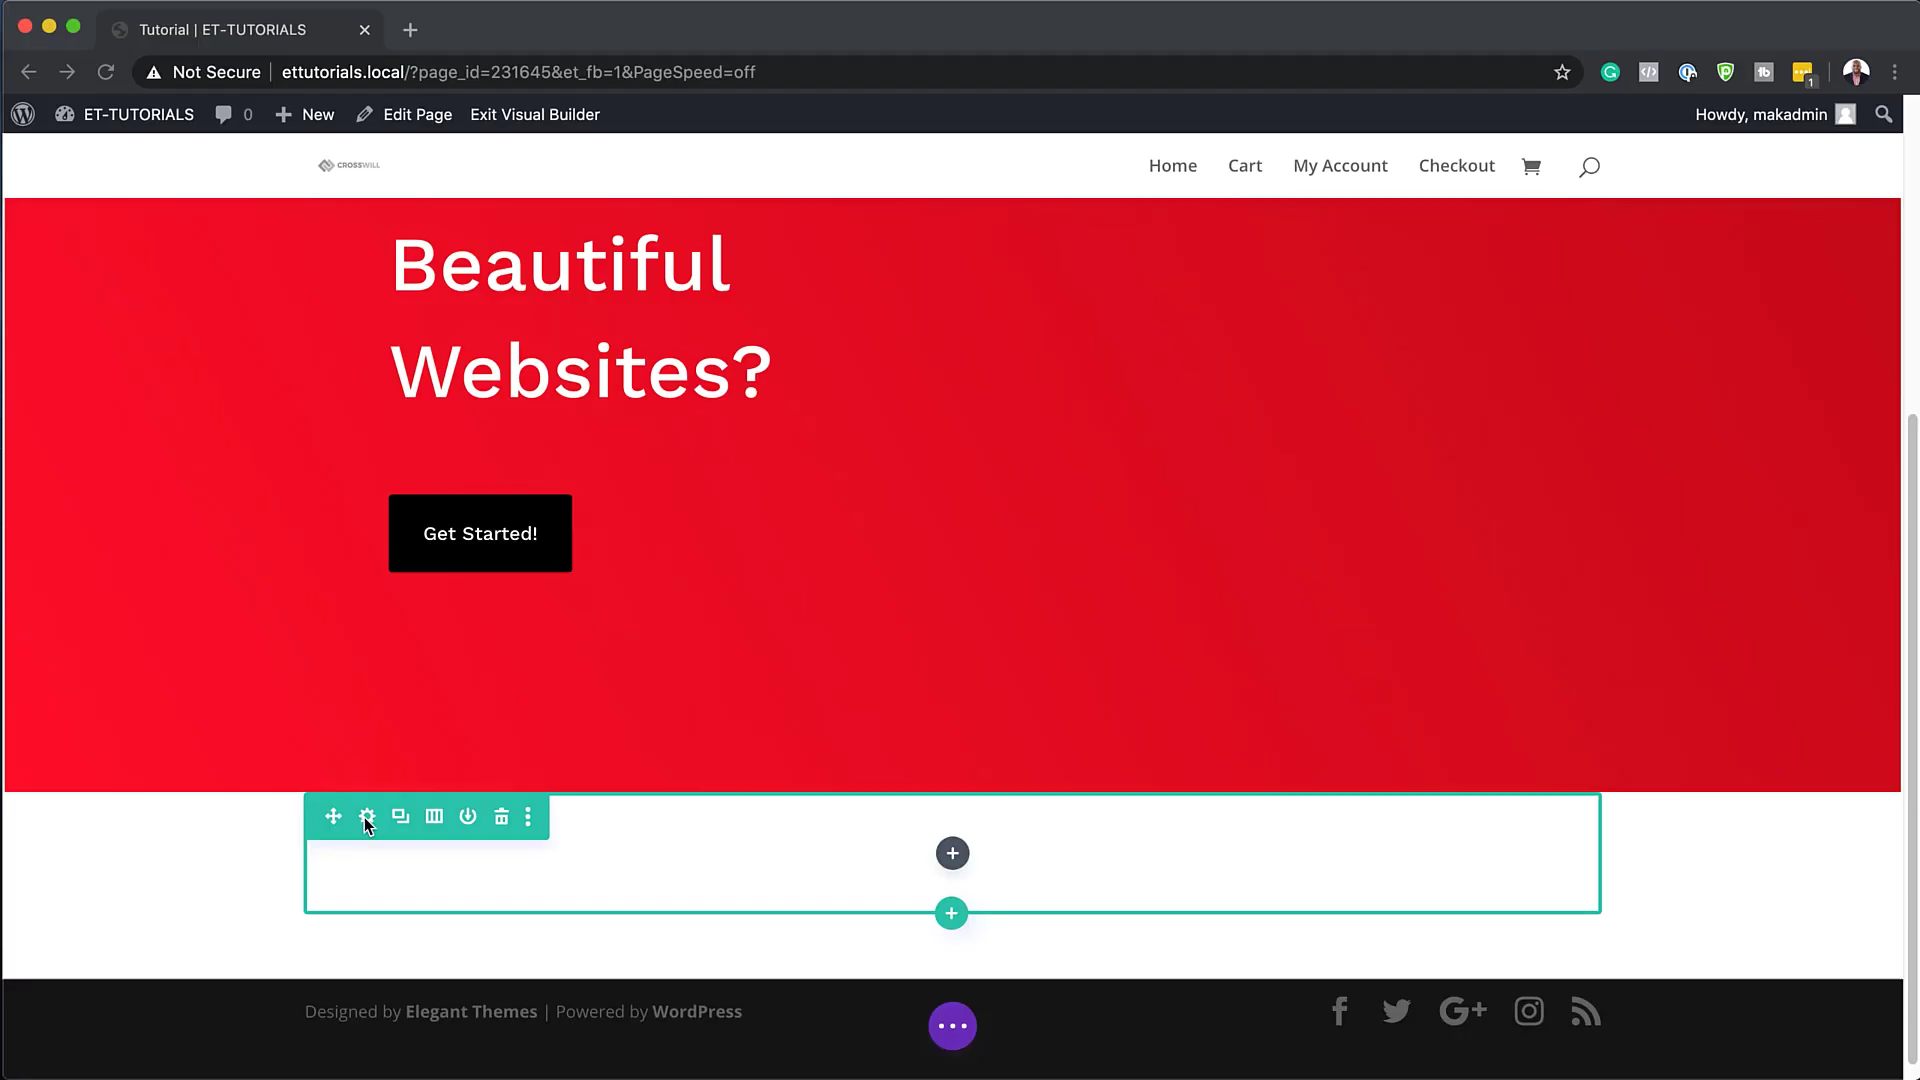 Tutorial | ET-TUTORIALS
Not Secure | ettutorials.local/?page_id=231645&et_fb=1&PageSpeed=off
1
ET-TUTORIALS 0 New Edit Page Exit Visual Builder Howdy, makadmin
CROSSWILL Home Cart My Account Checkout
Beautiful
Websites?
Get Started!
Designed by Elegant Themes | Powered by WordPress